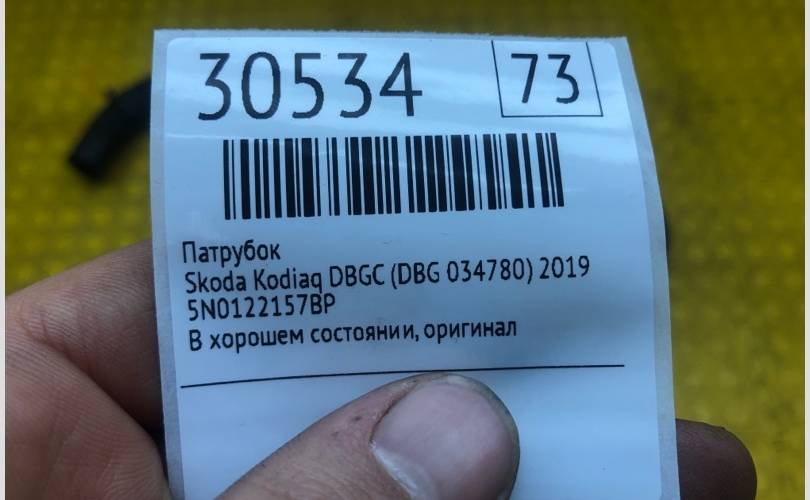 30534
73
Патрубок
Skoda Kodiaq DBGC (DBG 034780) 2019
5N0122157BP
В хорошем состоянии, оригинал